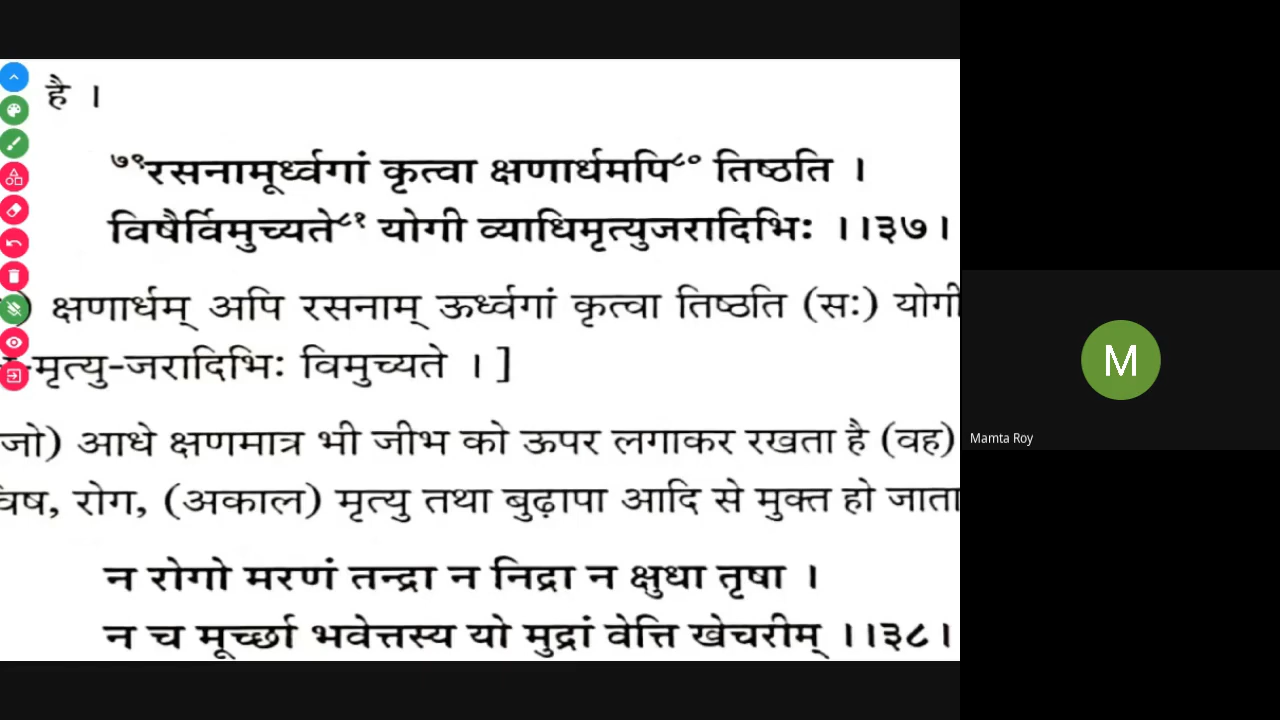 है ।
७९रसनामूर्ध्वगां कृत्वा क्षणार्धमपि८० तिष्ठति ।
विषैर्विमुच्यते८१ योगी व्याधिमृत्युजरादिभिः ।।३७।
) क्षणार्धम् अपि रसनाम् ऊर्ध्वगां कृत्वा तिष्ठति (सः) योगी
-मृत्यु-जरादिभिः विमुच्यते । ]
जो) आधे क्षणमात्र भी जीभ को ऊपर लगाकर रखता है (वह)
विष, रोग, (अकाल) मृत्यु तथा बुढ़ापा आदि से मुक्त हो जाता
न रोगो मरणं तन्द्रा न निद्रा न क्षुधा तृषा ।
न च मूर्च्छा भवेत्तस्य यो मुद्रां वेत्ति खेचरीम् ।।३८।
M
Mamta Roy